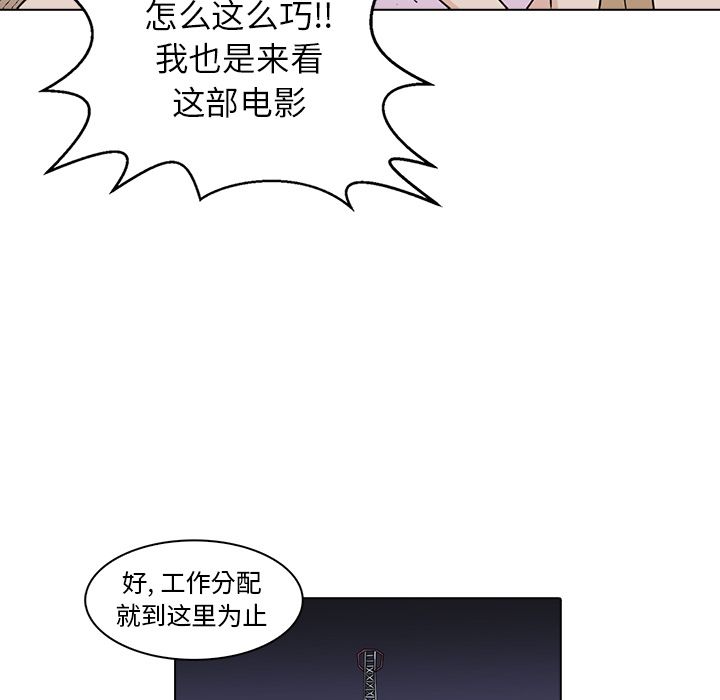 怎么这么巧!!
我也是来看
这部电影
好, 工作分配
就到这里为止